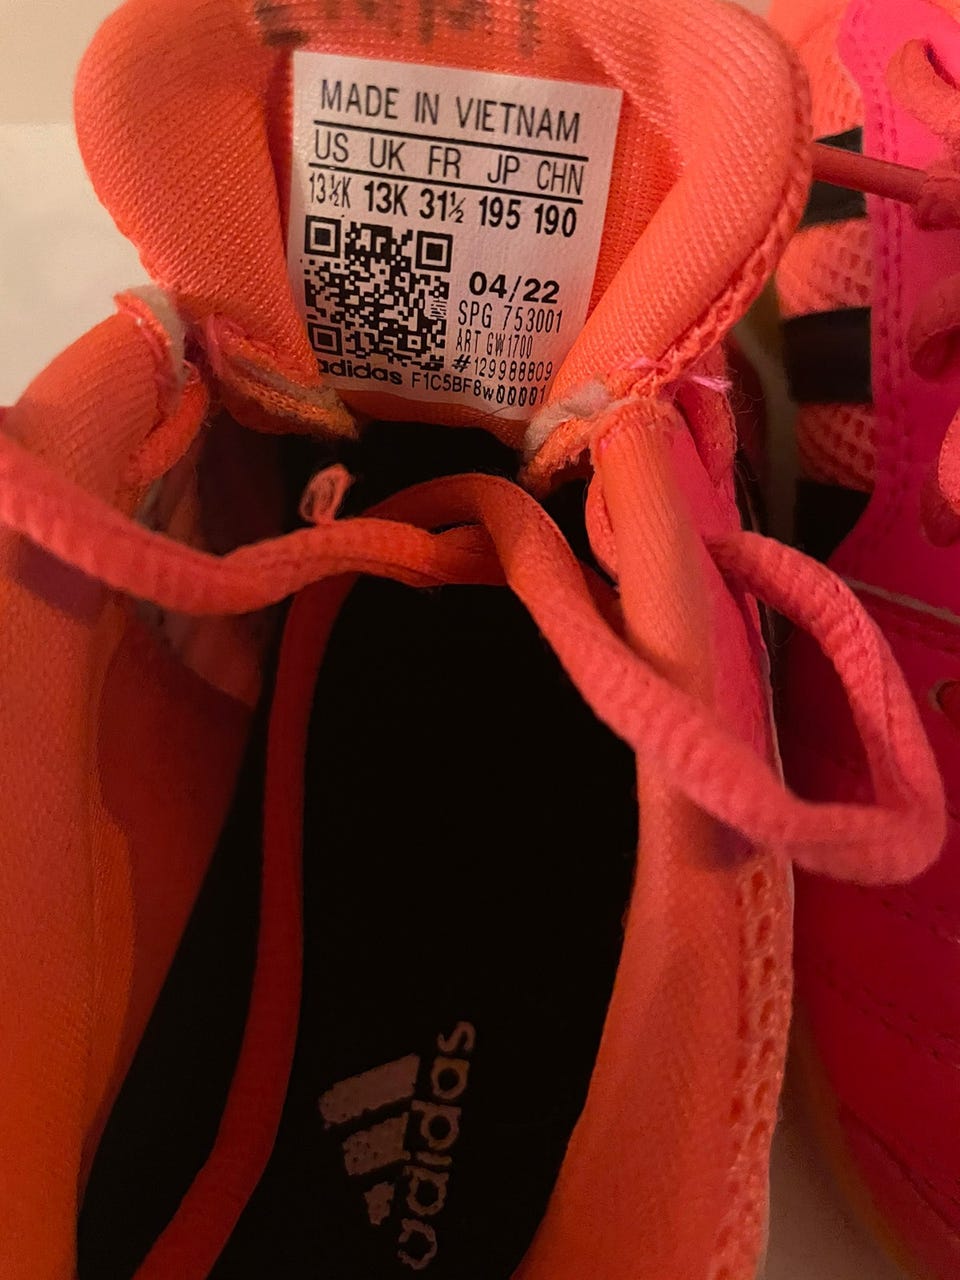 MADE IN VIETNAM
US UK FR JP CHN
13½K 13K 31½ 195 190
04/22
SPG 753001
ART GW1700
#129988809
adidas F1C5BF8w00001
adidas